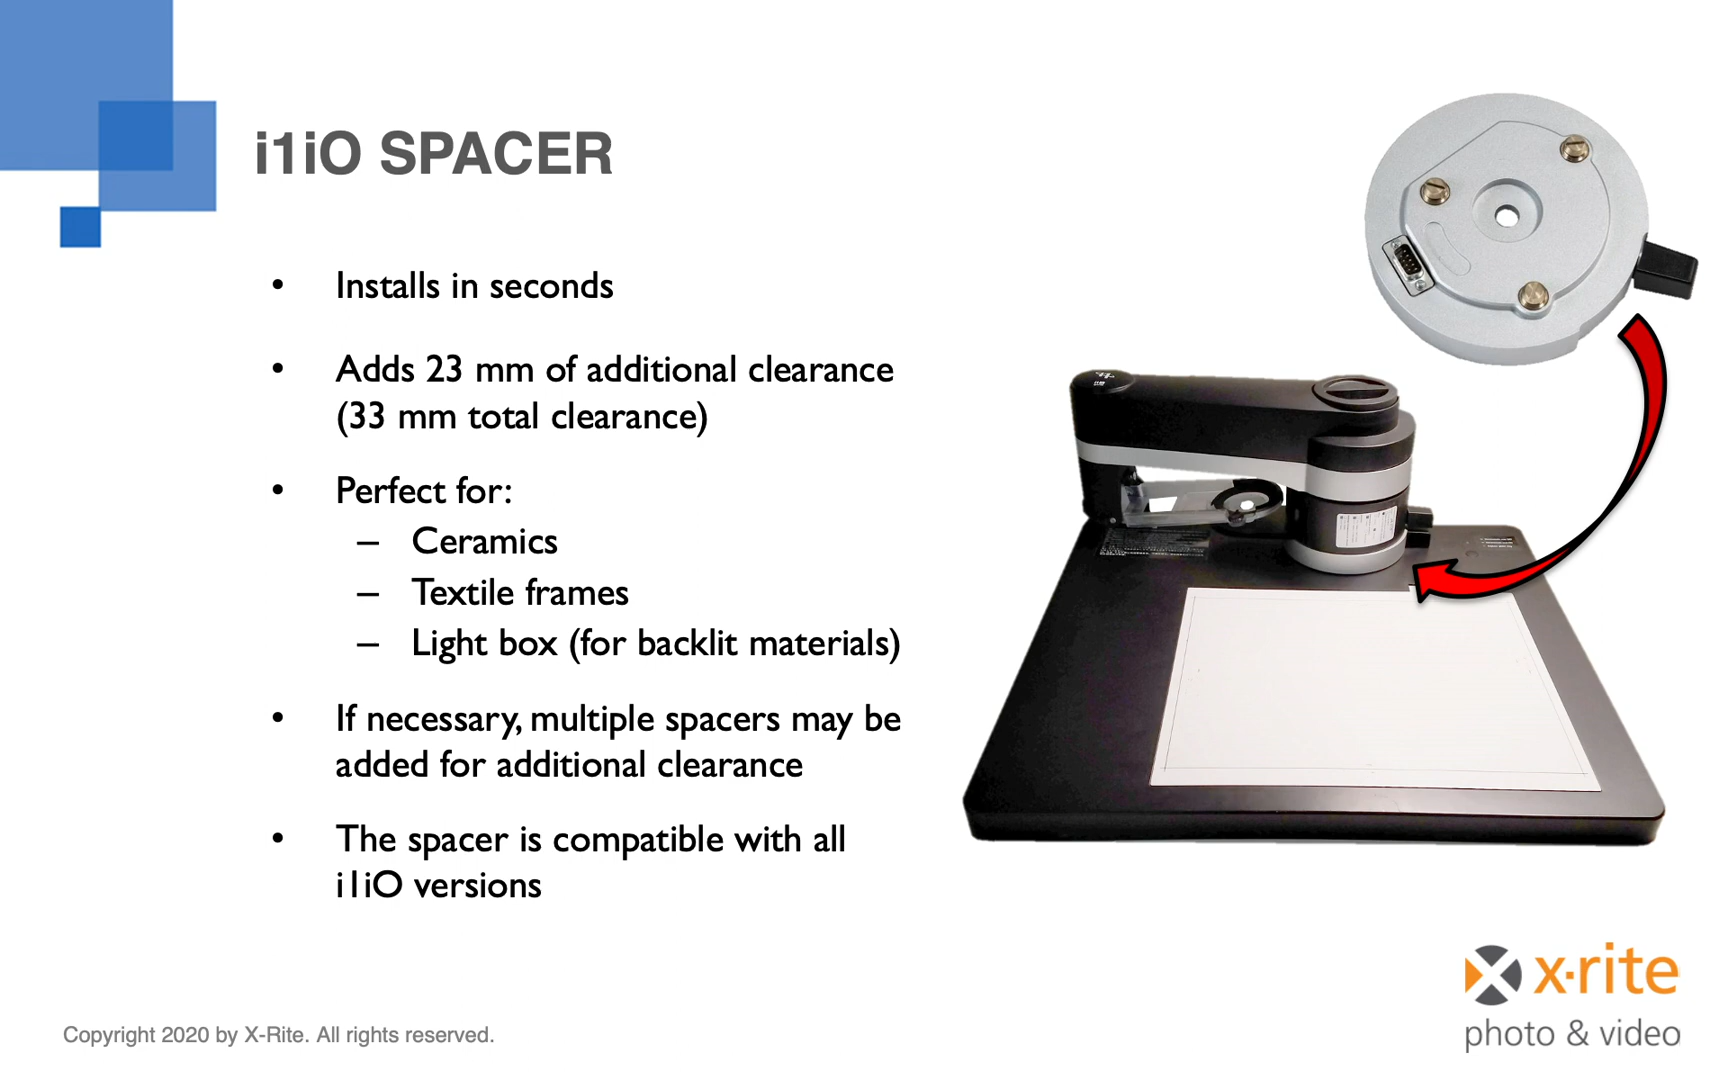 i1iO SPACER
• Installs in seconds
• Adds 23 mm of additional clearance
(33 mm total clearance)
• Perfect for:
– Ceramics
– Textile frames
– Light box (for backlit materials)
• If necessary, multiple spacers may be
added for additional clearance
• The spacer is compatible with all
i1iO versions
x·rite
photo & video
Copyright 2020 by X-Rite. All rights reserved.